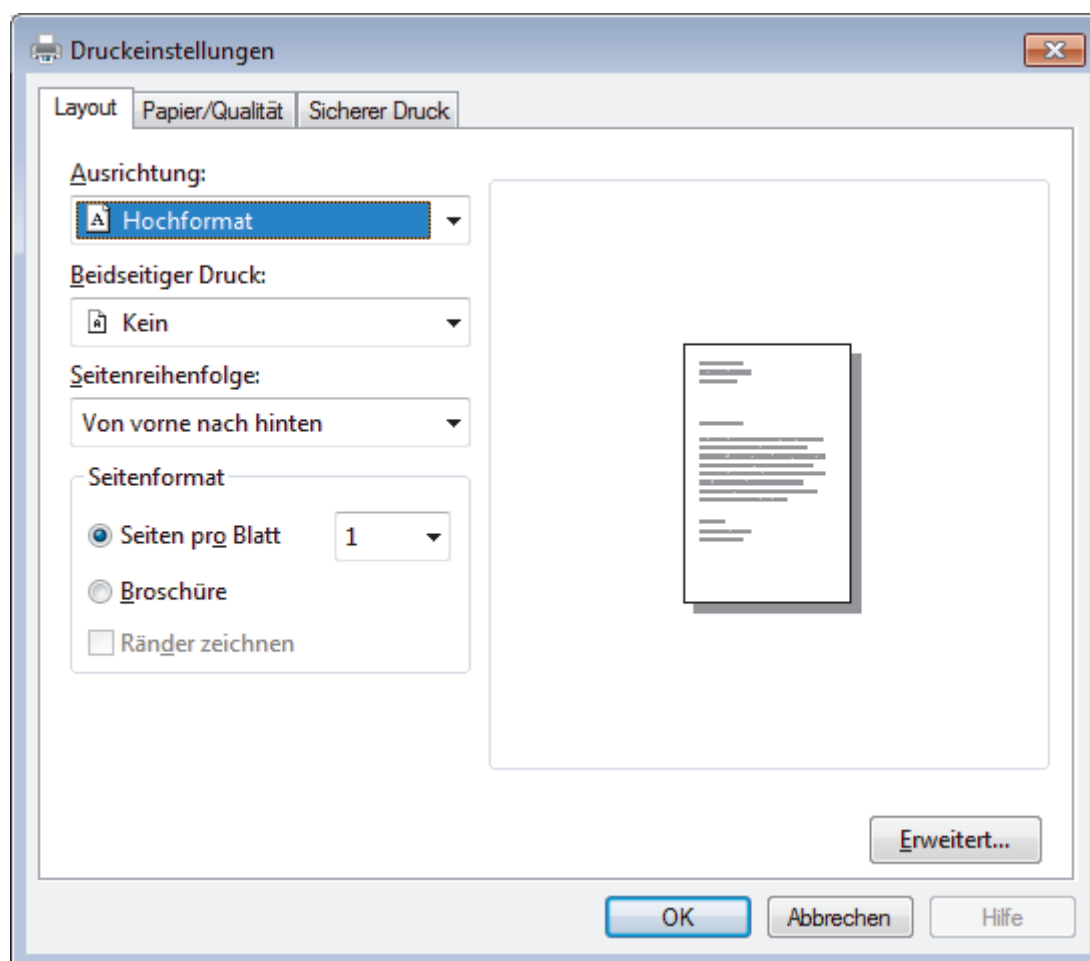 Druckeinstellungen
Layout Papier/Qualität Sicherer Druck
Ausrichtung:
A Hochformat
Beidseitiger Druck:
A Kein
Seitenreihenfolge:
Von vorne nach hinten
Seitenformat
Seiten pro Blatt 1
Broschüre
Ränder zeichnen
Erweitert...
OK Abbrechen Hilfe